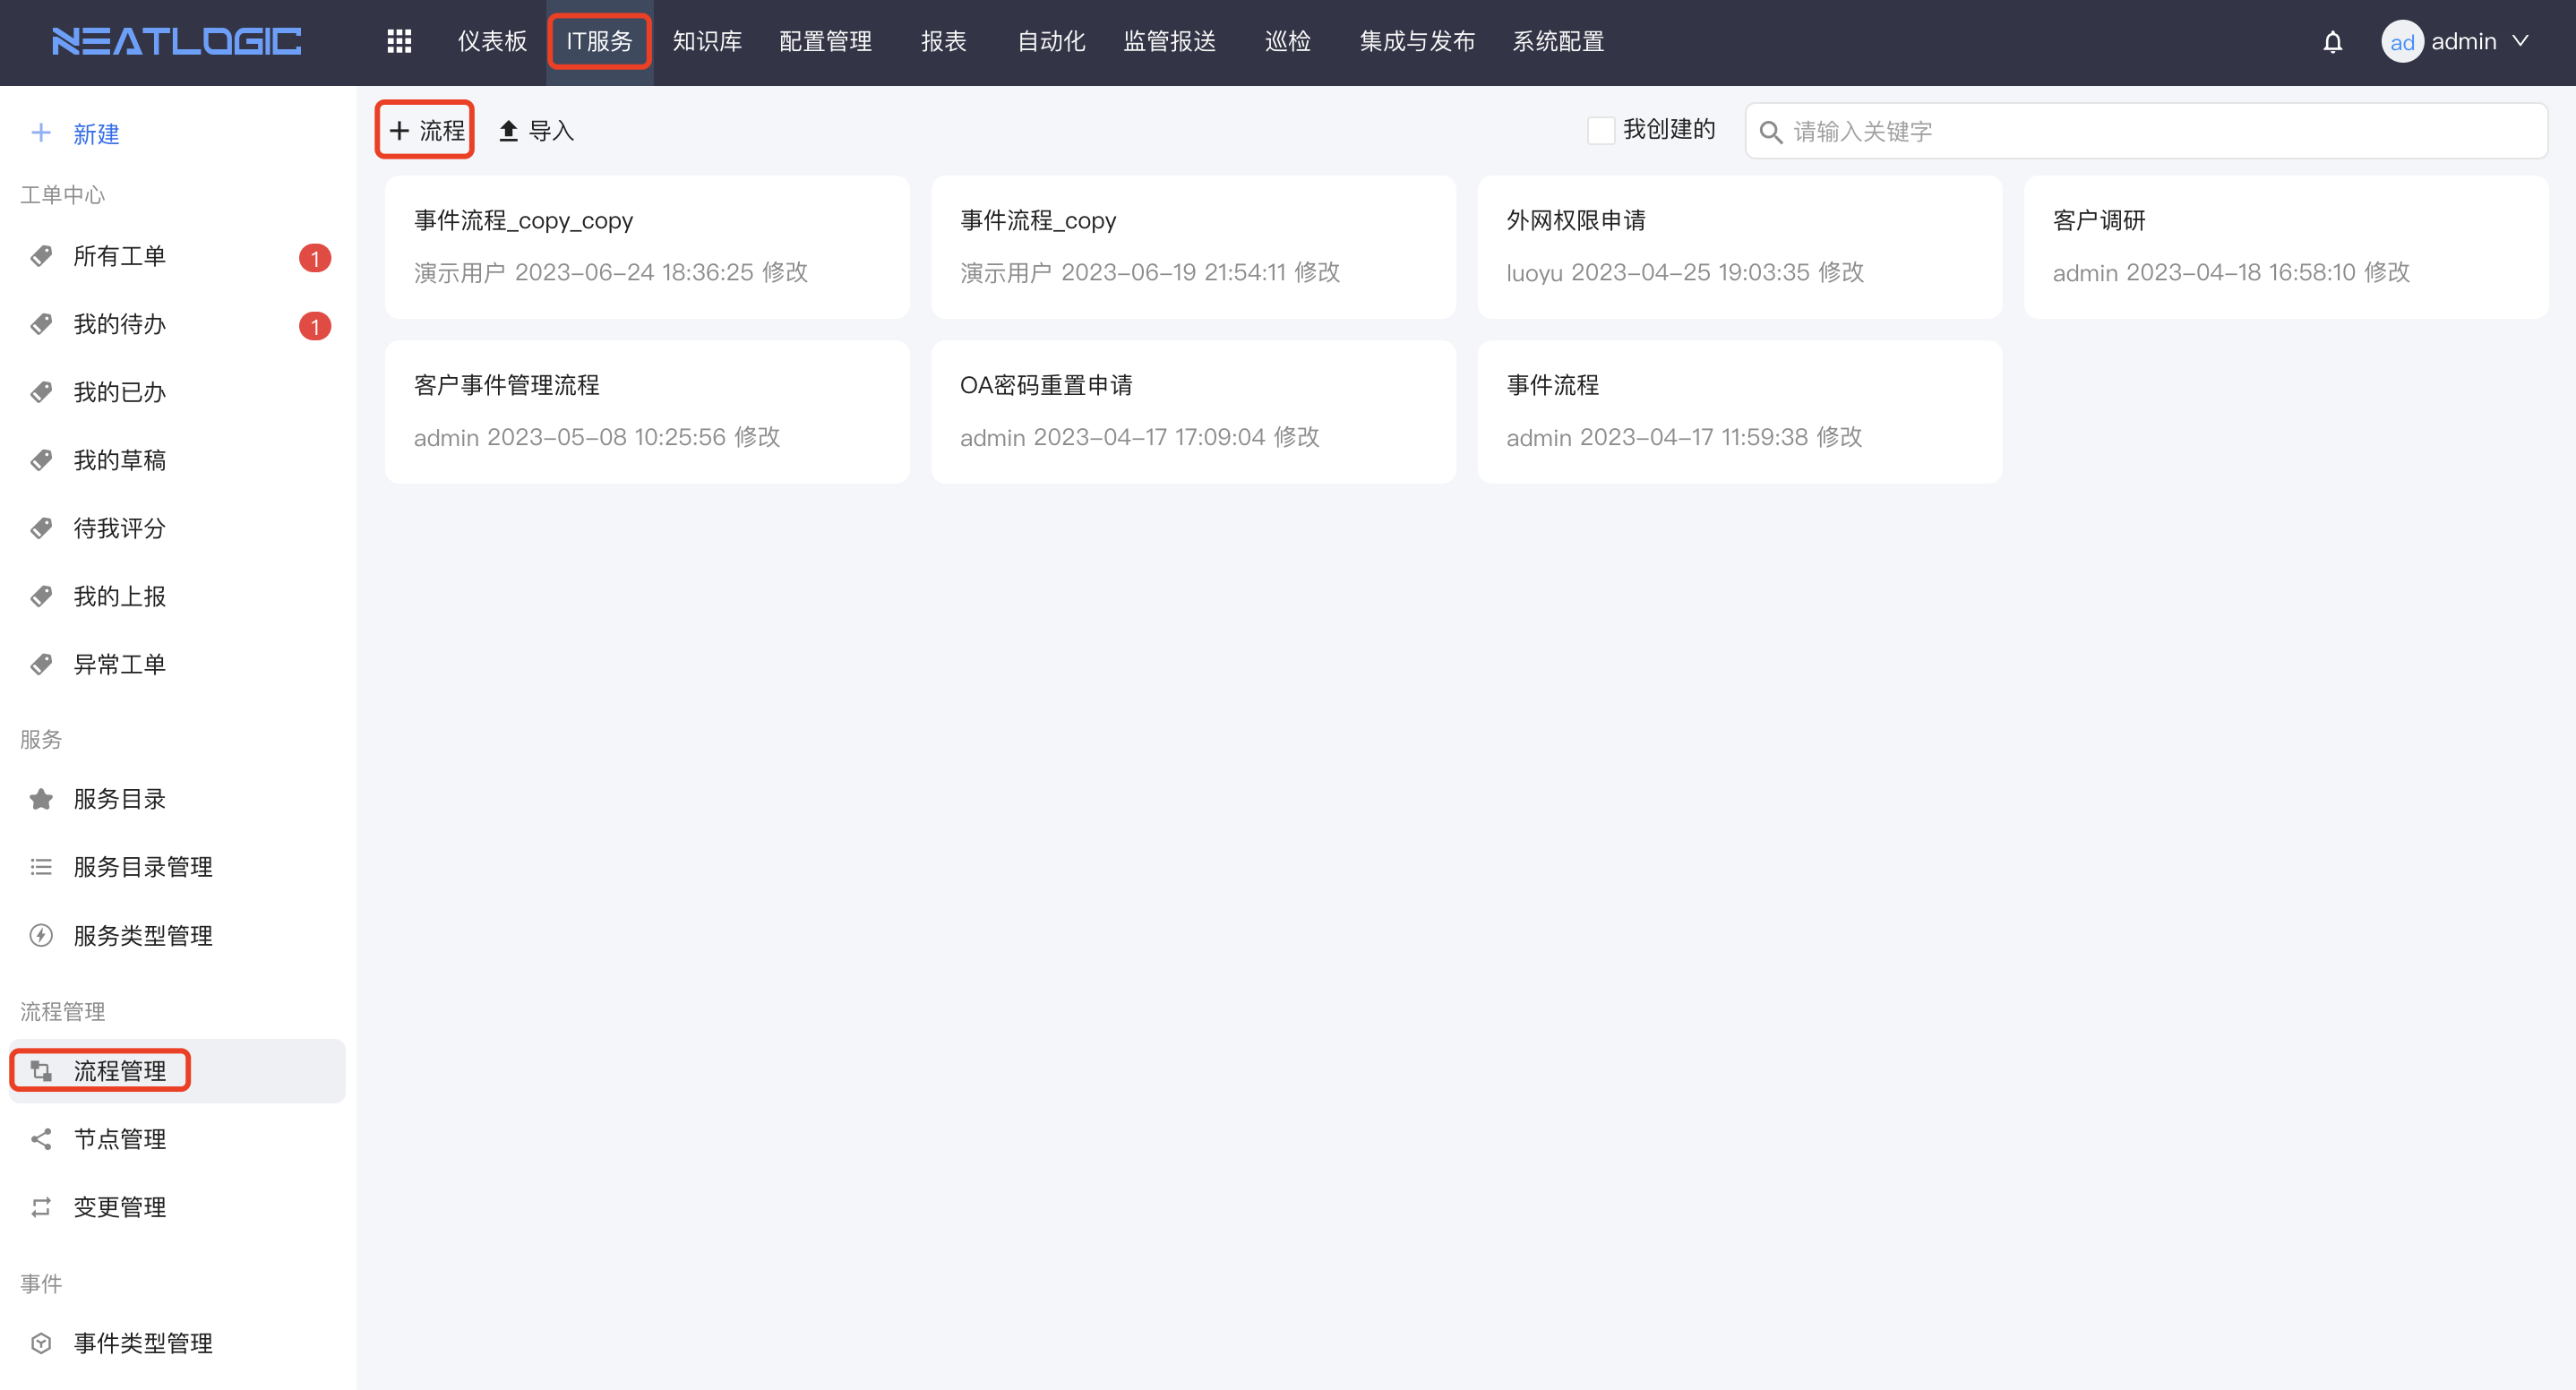 NEATLOGIC
仪表板 IT服务 知识库 配置管理 报表 自动化 监管报送 巡检 集成与发布 系统配置
ad admin
新建
工单中心
所有工单 1
我的待办 1
我的已办
我的草稿
待我评分
我的上报
异常工单
服务
服务目录
服务目录管理
服务类型管理
流程管理
流程管理
节点管理
变更管理
事件
事件类型管理
+ 流程 导入
我创建的 请输入关键字
事件流程_copy_copy
演示用户 2023-06-24 18:36:25 修改
事件流程_copy
演示用户 2023-06-19 21:54:11 修改
外网权限申请
luoyu 2023-04-25 19:03:35 修改
客户调研
admin 2023-04-18 16:58:10 修改
客户事件管理流程
admin 2023-05-08 10:25:56 修改
OA密码重置申请
admin 2023-04-17 17:09:04 修改
事件流程
admin 2023-04-17 11:59:38 修改